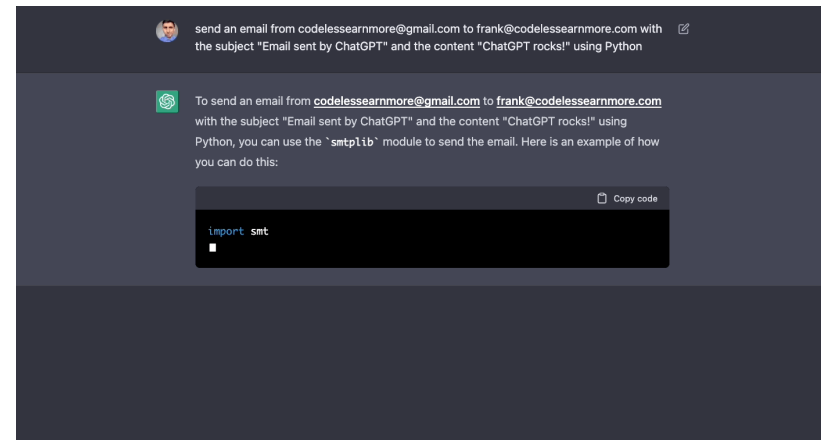 send an email from codelessearnmore@gmail.com to frank@codelessearnmore.com with
the subject "Email sent by ChatGPT" and the content "ChatGPT rocks!" using Python
To send an email from codelessearnmore@gmail.com to frank@codelessearnmore.com
with the subject "Email sent by ChatGPT" and the content "ChatGPT rocks!" using
Python, you can use the `smtplib` module to send the email. Here is an example of how
you can do this:
Copy code
import smt